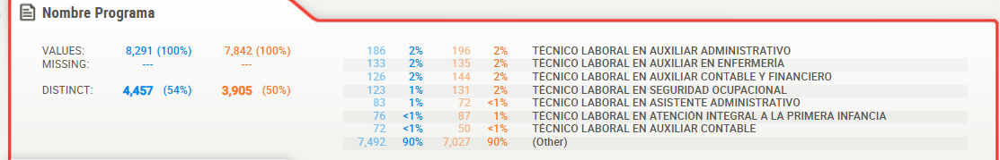 Nombre Programa
VALUES: 8,291 (100%) 7,842 (100%)
MISSING: --- ---
DISTINCT: 4,457 (54%) 3,905 (50%)
186 2% 196 2% TÉCNICO LABORAL EN AUXILIAR ADMINISTRATIVO
133 2% 135 2% TÉCNICO LABORAL EN AUXILIAR EN ENFERMERÍA
126 2% 144 2% TÉCNICO LABORAL EN AUXILIAR CONTABLE Y FINANCIERO
123 1% 131 2% TÉCNICO LABORAL EN SEGURIDAD OCUPACIONAL
83 1% 72 <1% TÉCNICO LABORAL EN ASISTENTE ADMINISTRATIVO
76 <1% 87 1% TÉCNICO LABORAL EN ATENCIÓN INTEGRAL A LA PRIMERA INFANCIA
72 <1% 50 <1% TÉCNICO LABORAL EN AUXILIAR CONTABLE
7,492 90% 7,027 90% (Other)